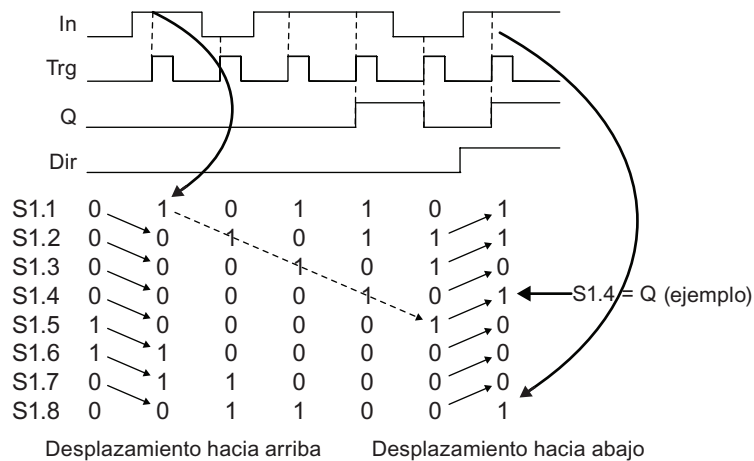 In
Trg
Q
Dir
S1.1 0 1 0 1 1 0 1
S1.2 0 0 1 0 1 1 1
S1.3 0 0 0 1 0 1 0
S1.4 0 0 0 0 1 0 1 S1.4 = Q (ejemplo)
S1.5 1 0 0 0 0 1 0
S1.6 1 1 0 0 0 0 0
S1.7 0 1 1 0 0 0 0
S1.8 0 0 1 1 0 0 1
Desplazamiento hacia arriba Desplazamiento hacia abajo